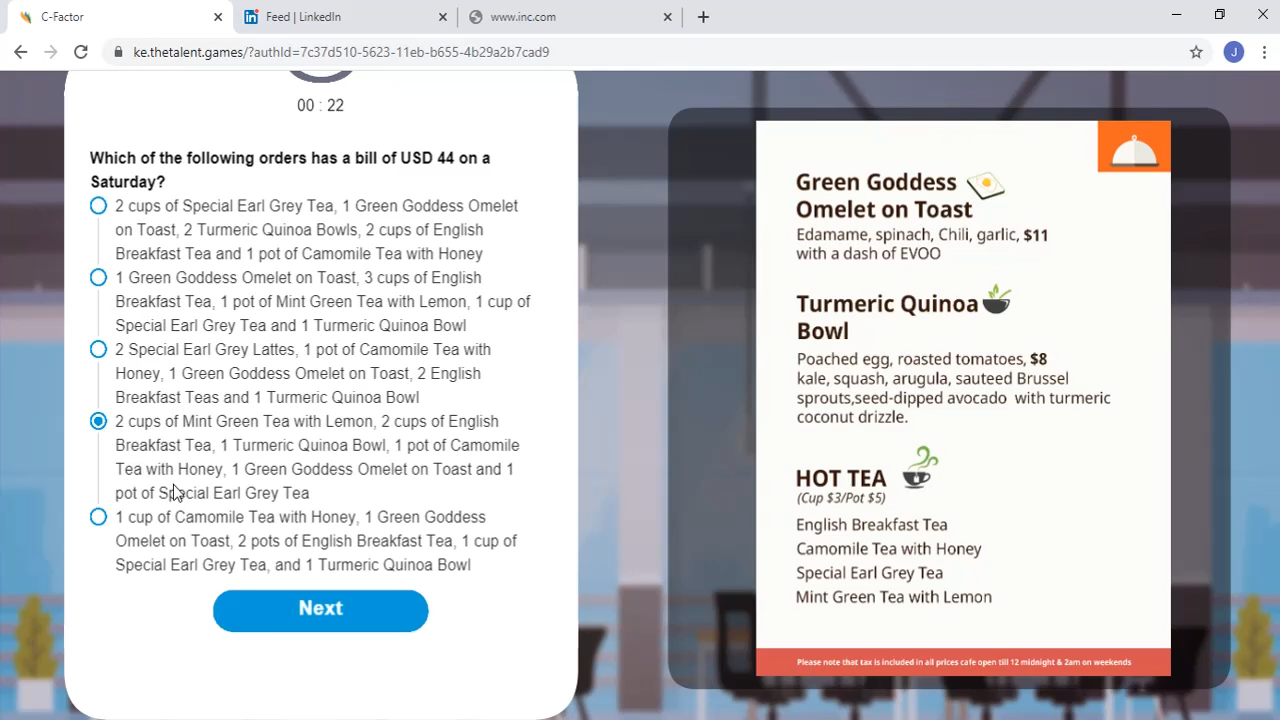 C-Factor
Feed | LinkedIn
www.inc.com
ke.thetalent.games/?authId=7c37d510-5623-11eb-b655-4b29a2b7cad9
J
00 : 22
Which of the following orders has a bill of USD 44 on a
Saturday?
2 cups of Special Earl Grey Tea, 1 Green Goddess Omelet
on Toast, 2 Turmeric Quinoa Bowls, 2 cups of English
Breakfast Tea and 1 pot of Camomile Tea with Honey
1 Green Goddess Omelet on Toast, 3 cups of English
Breakfast Tea, 1 pot of Mint Green Tea with Lemon, 1 cup of
Special Earl Grey Tea and 1 Turmeric Quinoa Bowl
2 Special Earl Grey Lattes, 1 pot of Camomile Tea with
Honey, 1 Green Goddess Omelet on Toast, 2 English
Breakfast Teas and 1 Turmeric Quinoa Bowl
2 cups of Mint Green Tea with Lemon, 2 cups of English
Breakfast Tea, 1 Turmeric Quinoa Bowl, 1 pot of Camomile
Tea with Honey, 1 Green Goddess Omelet on Toast and 1
pot of Special Earl Grey Tea
1 cup of Camomile Tea with Honey, 1 Green Goddess
Omelet on Toast, 2 pots of English Breakfast Tea, 1 cup of
Special Earl Grey Tea, and 1 Turmeric Quinoa Bowl
Next
Green Goddess
Omelet on Toast
Edamame, spinach, Chili, garlic, $11
with a dash of EVOO
Turmeric Quinoa
Bowl
Poached egg, roasted tomatoes, $8
kale, squash, arugula, sauteed Brussel
sprouts,seed-dipped avocado with turmeric
coconut drizzle.
HOT TEA
(Cup $3/Pot $5)
English Breakfast Tea
Camomile Tea with Honey
Special Earl Grey Tea
Mint Green Tea with Lemon
Please note that tax is included in all prices cafe open till 12 midnight & 2am on weekends